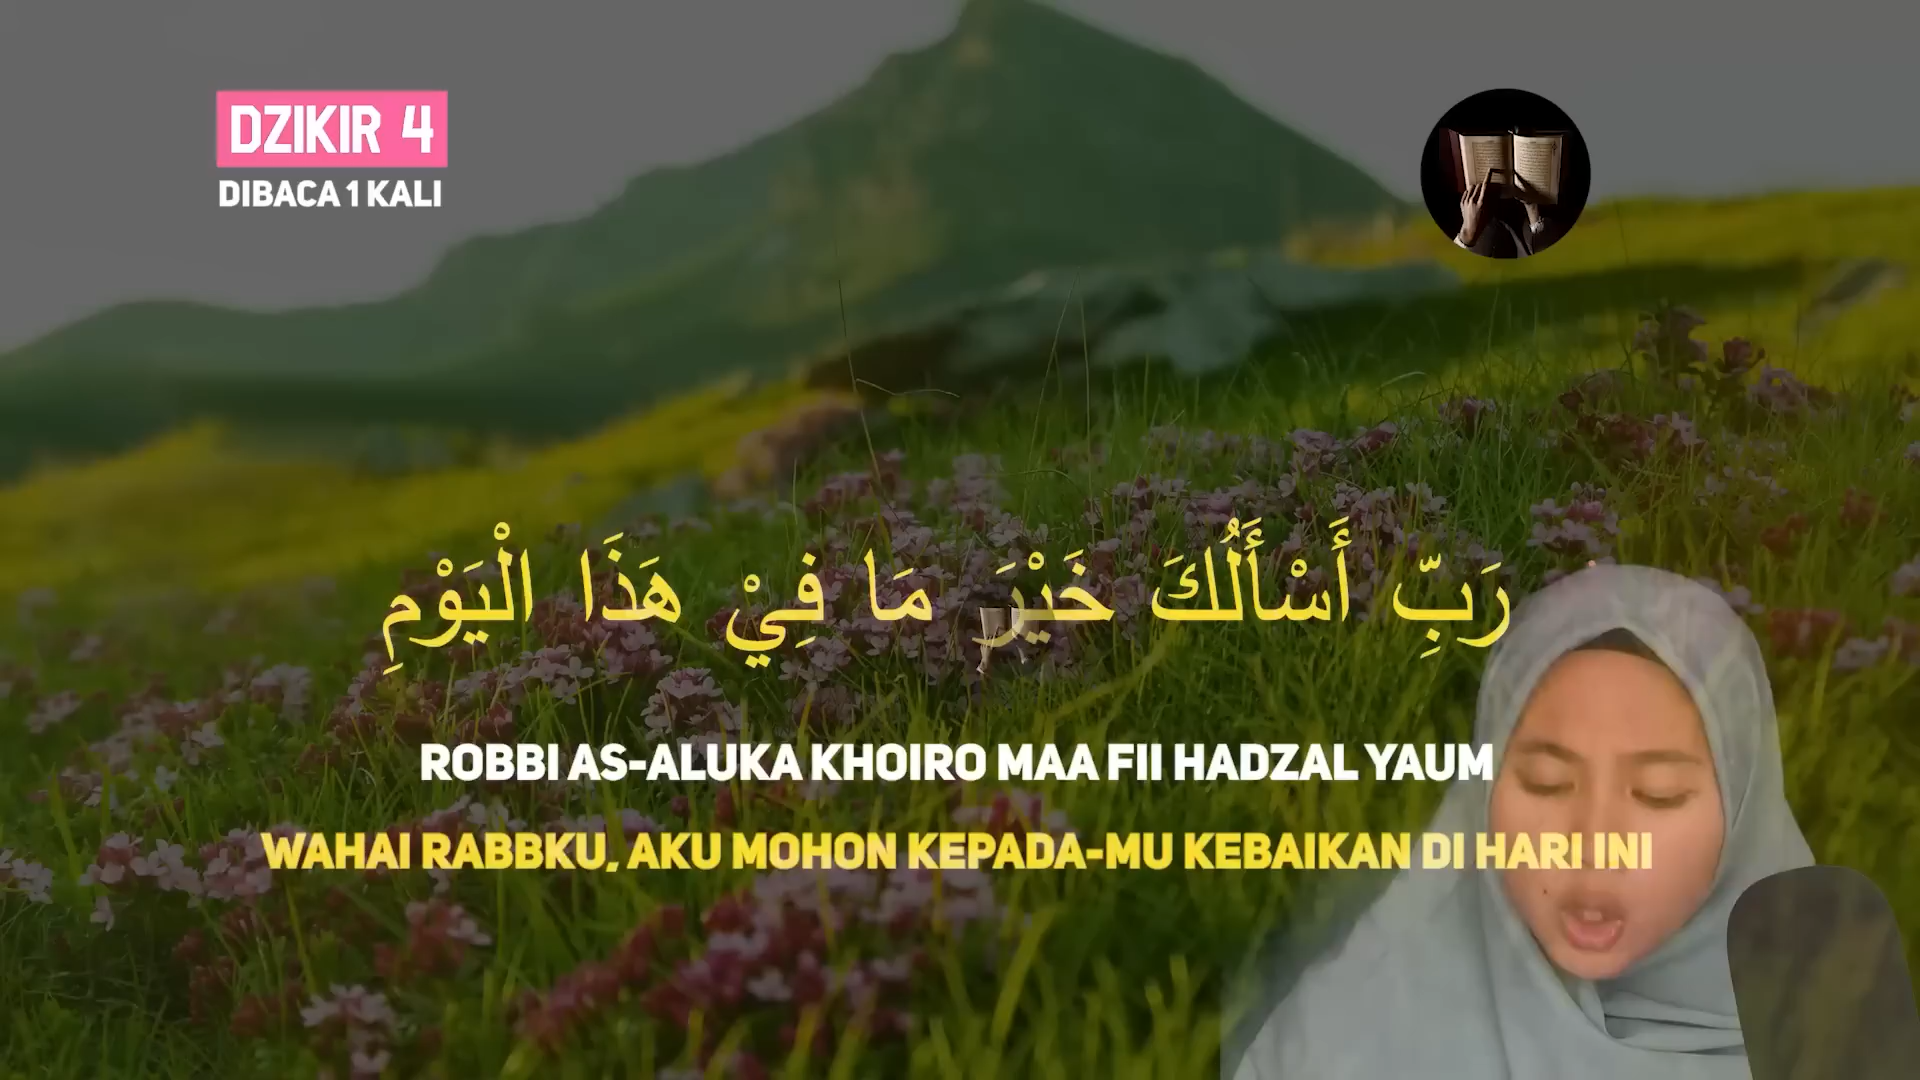 DZIKIR 4
DIBACA 1 KALI
رَبِّ أَسْأَلُكَ خَيْرَ مَا فِيْ هَذَا الْيَوْمِ
ROBBI AS-ALUKA KHOIRO MAA FII HADZAL YAUM
WAHAI RABBKU, AKU MOHON KEPADA-MU KEBAIKAN DI HARI INI